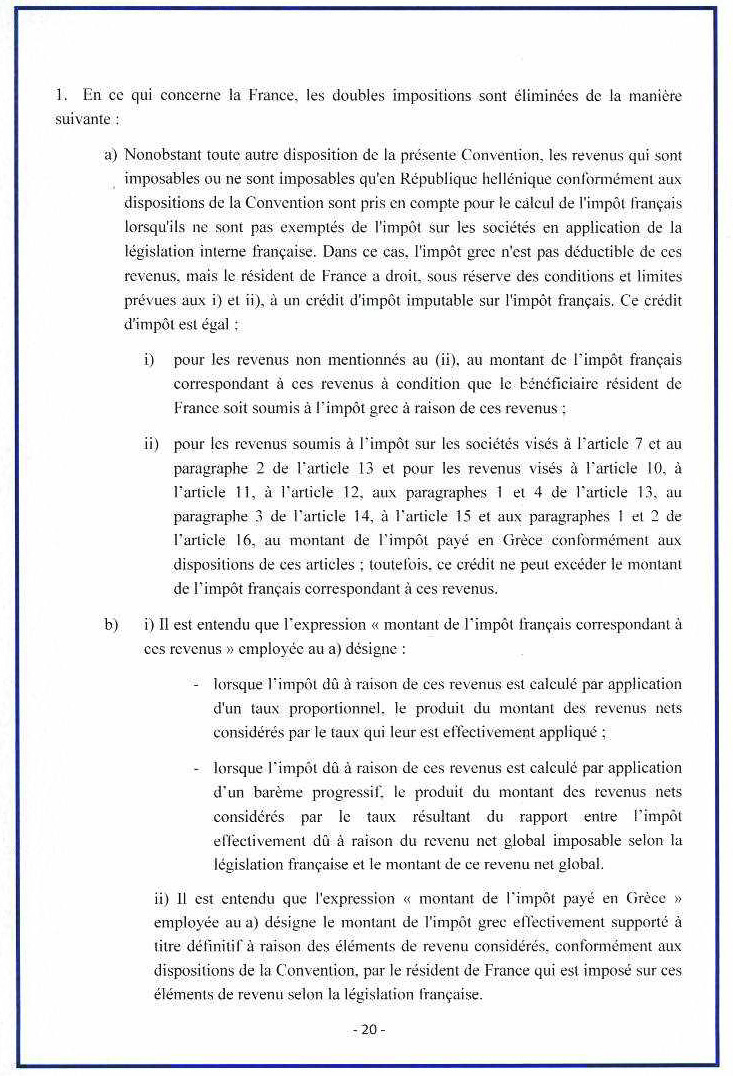 1. En ce qui concerne la France, les doubles impositions sont éliminées de la manière
suivante :
a) Nonobstant toute autre disposition de la présente Convention, les revenus qui sont
imposables ou ne sont imposables qu'en République hellénique conformément aux
dispositions de la Convention sont pris en compte pour le calcul de l'impôt français
lorsqu'ils ne sont pas exemptés de l'impôt sur les sociétés en application de la
législation interne française. Dans ce cas, l'impôt grec n'est pas déductible de ces
revenus, mais le résident de France a droit, sous réserve des conditions et limites
prévues aux i) et ii), à un crédit d'impôt imputable sur l'impôt français. Ce crédit
d'impôt est égal :
i) pour les revenus non mentionnés au (ii), au montant de l'impôt français
correspondant à ces revenus à condition que le bénéficiaire résident de
France soit soumis à l'impôt grec à raison de ces revenus ;
ii) pour les revenus soumis à l'impôt sur les sociétés visés à l'article 7 et au
paragraphe 2 de l'article 13 et pour les revenus visés à l'article 10, à
l'article 11, à l'article 12, aux paragraphes 1 et 4 de l'article 13, au
paragraphe 3 de l'article 14, à l'article 15 et aux paragraphes 1 et 2 de
l'article 16, au montant de l'impôt payé en Grèce conformément aux
dispositions de ces articles ; toutefois, ce crédit ne peut excéder le montant
de l'impôt français correspondant à ces revenus.
b) i) Il est entendu que l'expression « montant de l'impôt français correspondant à
ces revenus » employée au a) désigne :
- lorsque l'impôt dû à raison de ces revenus est calculé par application
d'un taux proportionnel, le produit du montant des revenus nets
considérés par le taux qui leur est effectivement appliqué ;
- lorsque l'impôt dû à raison de ces revenus est calculé par application
d'un barème progressif, le produit du montant des revenus nets
considérés par le taux résultant du rapport entre l'impôt
effectivement dû à raison du revenu net global imposable selon la
législation française et le montant de ce revenu net global.
ii) Il est entendu que l'expression « montant de l'impôt payé en Grèce »
employée au a) désigne le montant de l'impôt grec effectivement supporté à
titre définitif à raison des éléments de revenu considérés, conformément aux
dispositions de la Convention, par le résident de France qui est imposé sur ces
éléments de revenu selon la législation française.
- 20 -